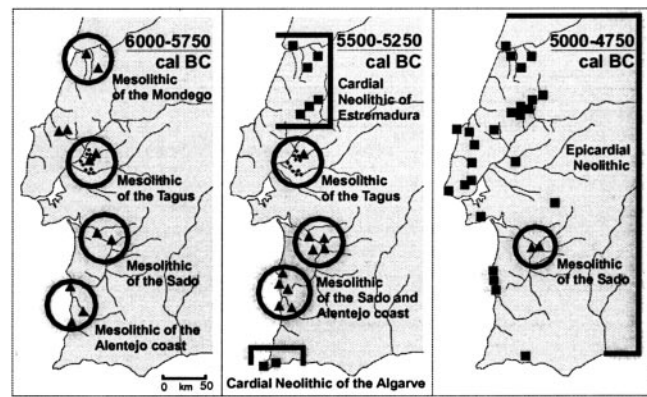 6000-5750
cal BC
Mesolithic
of the Mondego
Mesolithic
of the Tagus
Mesolithic
of the Sado
Mesolithic of the
Alentejo coast
0 km 50
5500-5250
cal BC
Cardial
Neolithic of
Estremadura
Mesolithic
of the Tagus
Mesolithic
of the Sado and
Alentejo coast
Cardial Neolithic of the Algarve
5000-4750
cal BC
Epicardial
Neolithic
Mesolithic
of the Sado